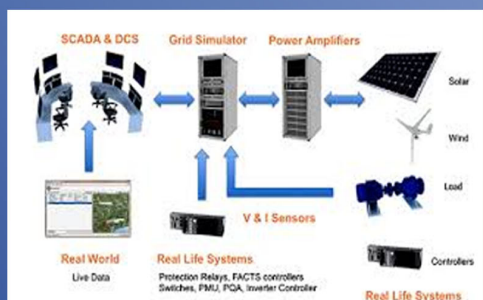 SCADA & DCS
Grid Simulator
Power Amplifiers
Solar
Wind
Load
V & I Sensors
Controllers
Real World
Live Data
Real Life Systems
Protection Relays, FACTS controllers
Switches, PMU, PQA, Inverter Controller
Real Life Systems